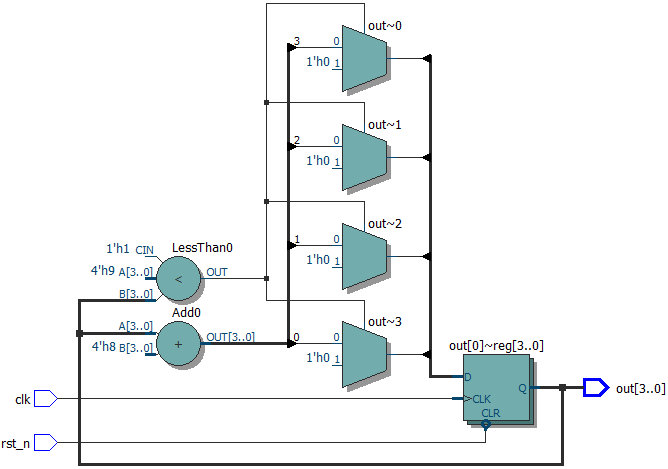 out~0
3
0
1'h0 1
out~1
2
0
1'h0 1
out~2
1
0
1'h0 1
LessThan0
1'h1 CIN
4'h9 A[3..0]
B[3..0]
<
OUT
Add0
A[3..0]
4'h8 B[3..0]
+
OUT[3..0]
out~3
0
0
1'h0 1
out[0]~reg[3..0]
D
Q
CLK
CLR
out[3..0]
clk
rst_n